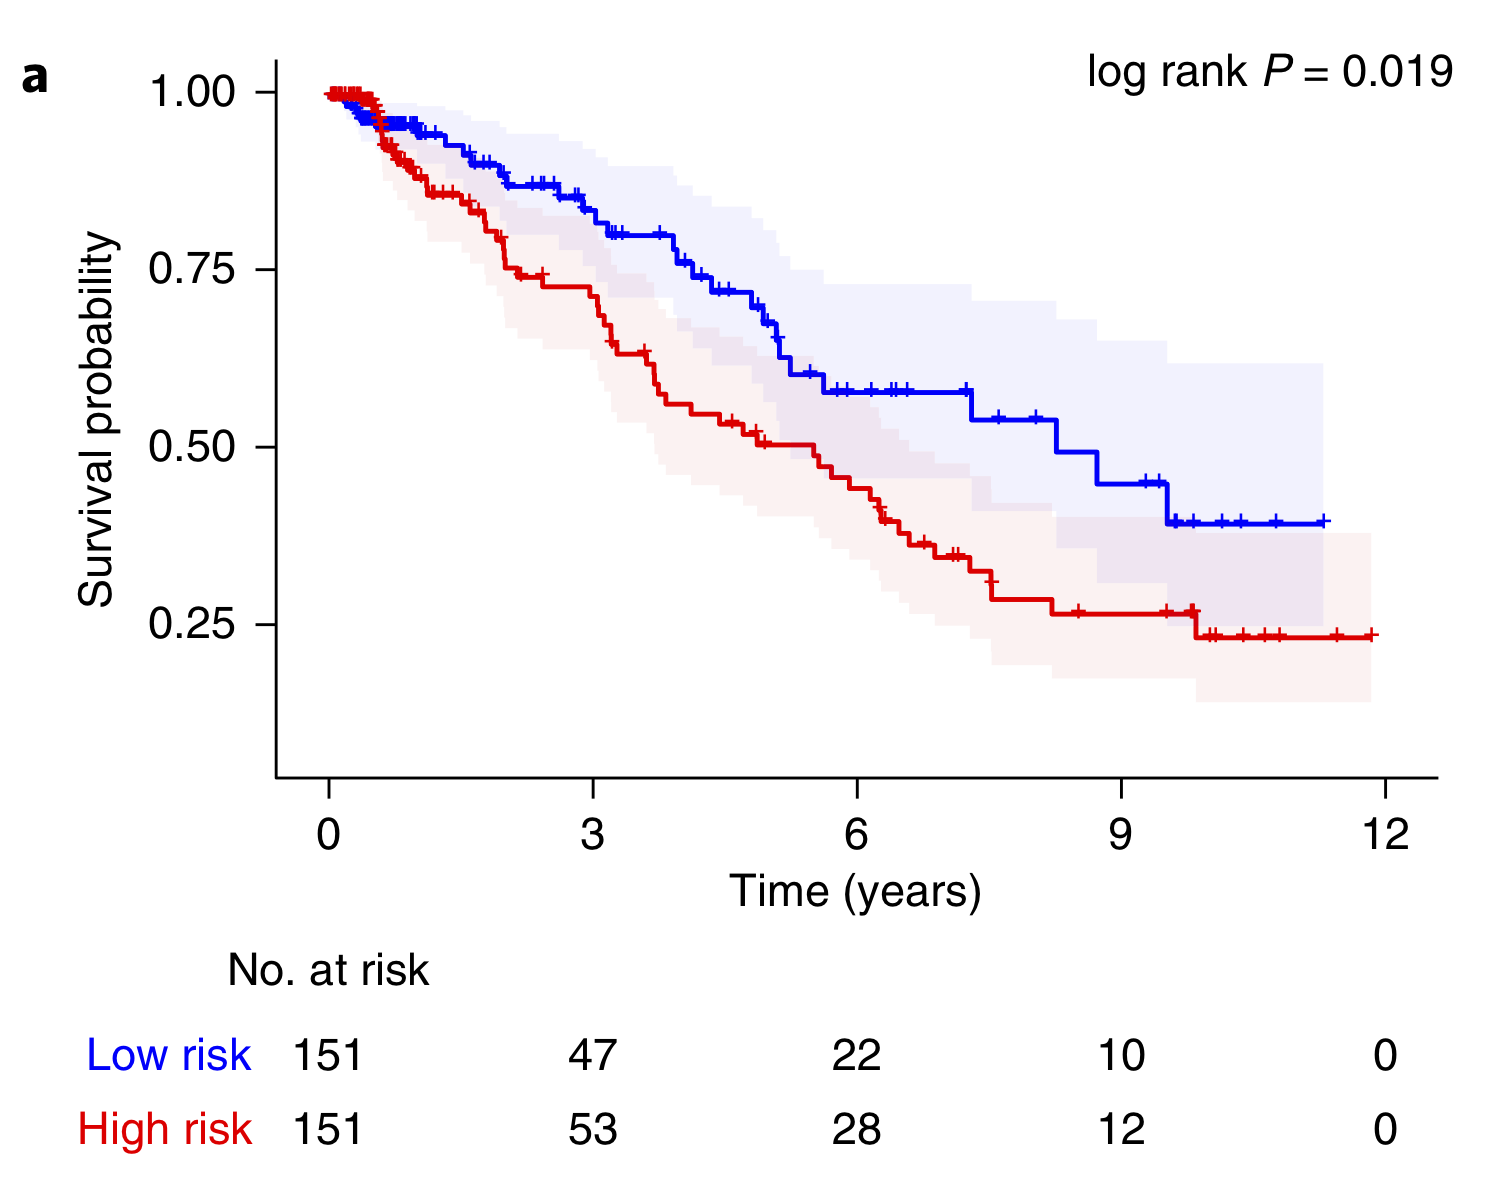 a
log rank P = 0.019
1.00
0.75
0.50
0.25
Survival probability
0 3 6 9 12
Time (years)
No. at risk
Low risk 151 47 22 10 0
High risk 151 53 28 12 0